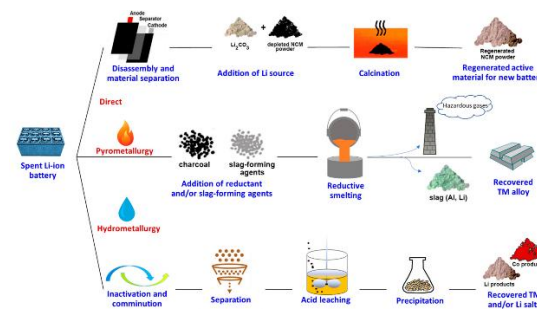 Anode
Separator
Cathode
Disassembly and
material separation
Li2CO3
+
depleted NCM
powder
Addition of Li source
Calcination
Regenerated
NCM powder
Regenerated active
material for new batter
Direct
Spent Li-ion
battery
Pyrometallurgy
charcoal
slag-forming
agents
Addition of reductant
and/or slag-forming agents
Reductive
smelting
Hazardous gases
slag (Al, Li)
Recovered
TM alloy
Hydrometallurgy
Inactivation and
comminution
Separation
Acid leaching
Precipitation
Co produ
Li products
Recovered TM
and/or Li salt